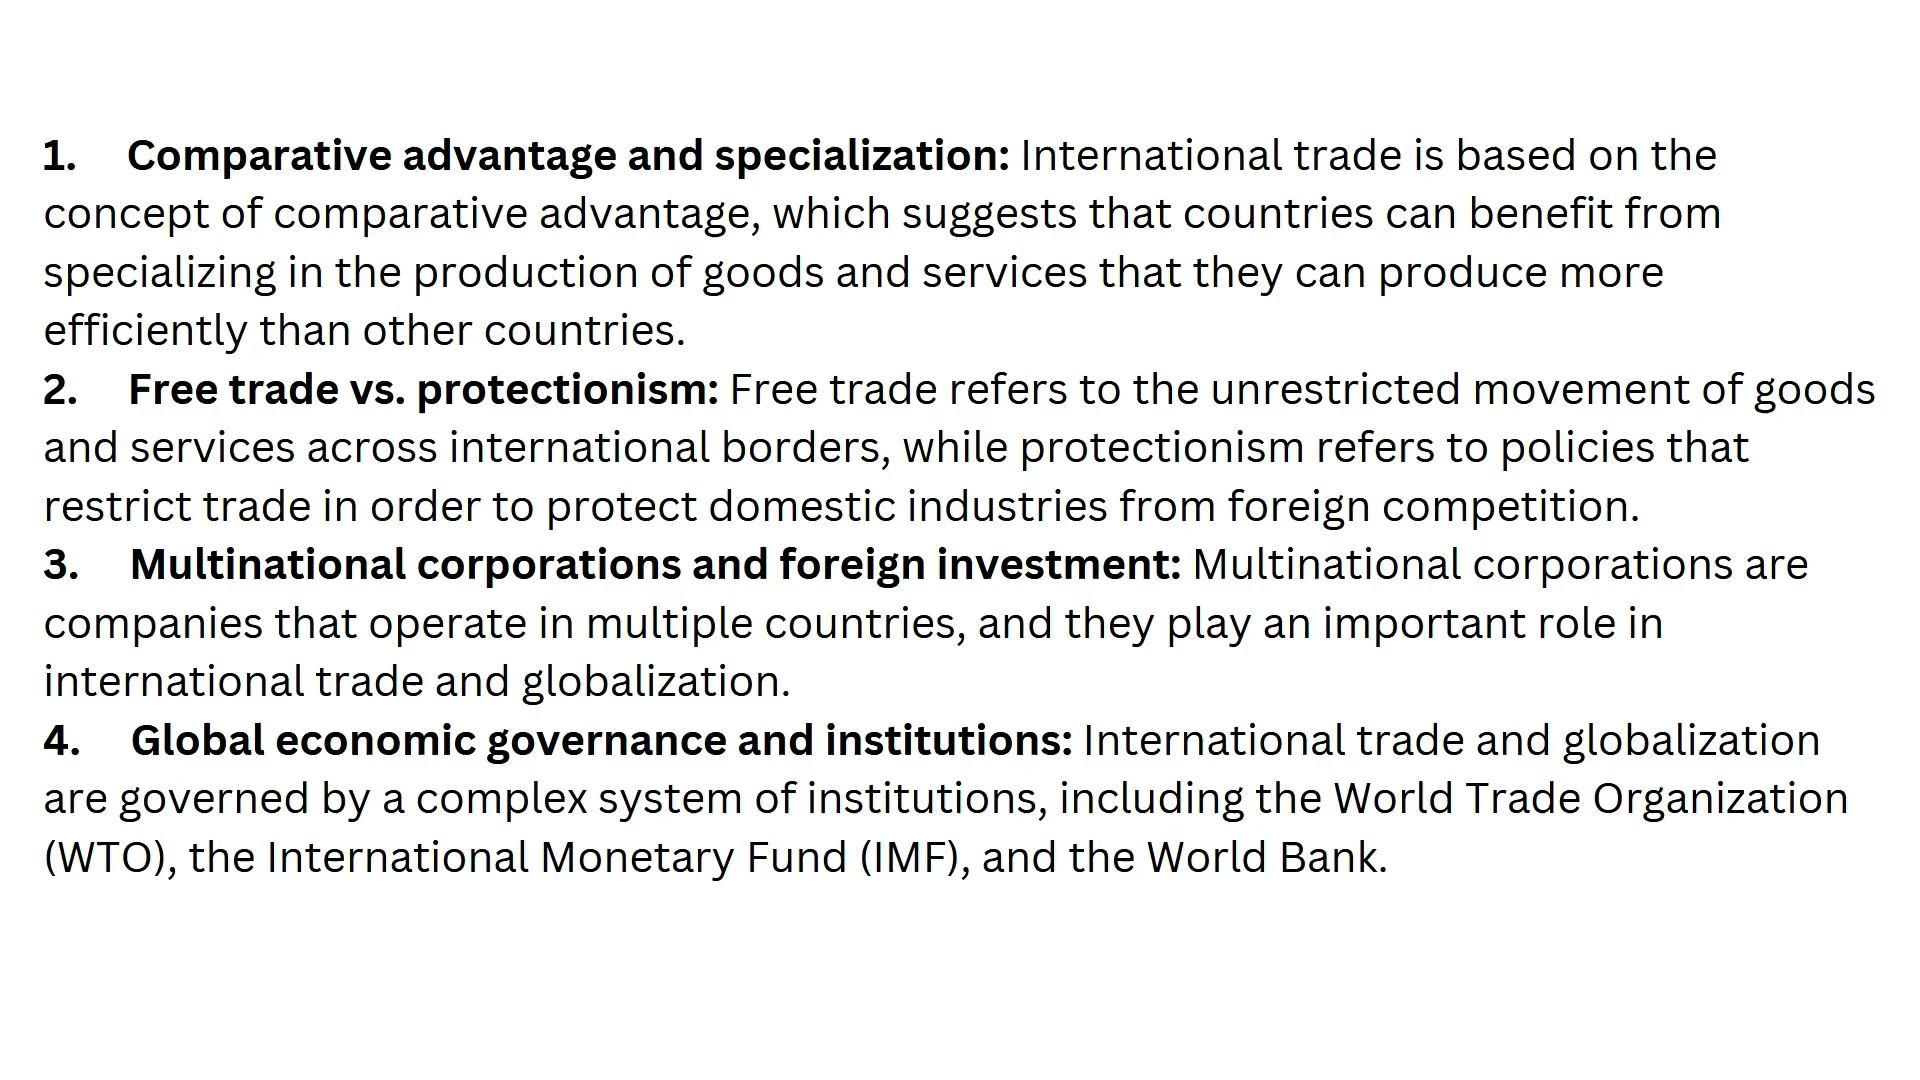 1. Comparative advantage and specialization: International trade is based on the
concept of comparative advantage, which suggests that countries can benefit from
specializing in the production of goods and services that they can produce more
efficiently than other countries.
2. Free trade vs. protectionism: Free trade refers to the unrestricted movement of goods
and services across international borders, while protectionism refers to policies that
restrict trade in order to protect domestic industries from foreign competition.
3. Multinational corporations and foreign investment: Multinational corporations are
companies that operate in multiple countries, and they play an important role in
international trade and globalization.
4. Global economic governance and institutions: International trade and globalization
are governed by a complex system of institutions, including the World Trade Organization
(WTO), the International Monetary Fund (IMF), and the World Bank.